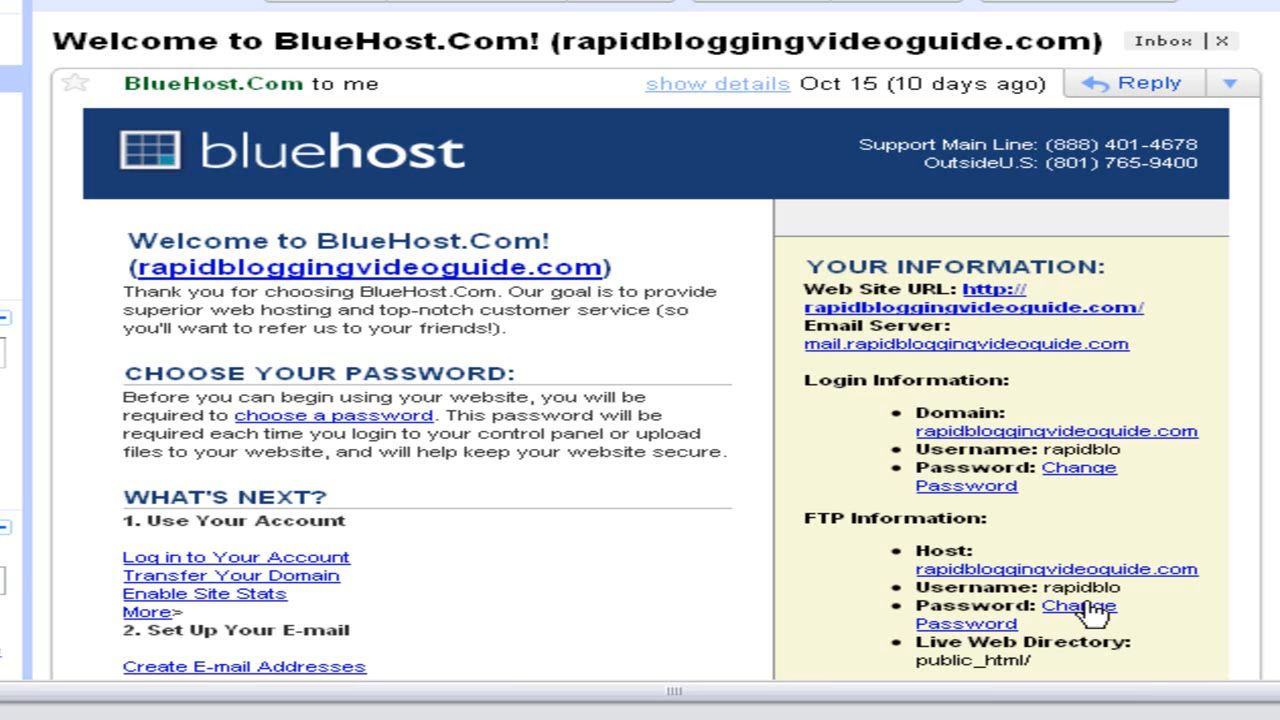 Welcome to BlueHost.Com! (rapidbloggingvideoguide.com) Inbox | X
BlueHost.Com to me show details Oct 15 (10 days ago) Reply
bluehost
Support Main Line: (888) 401-4678
OutsideU.S: (801) 765-9400
Welcome to BlueHost.Com!
(rapidbloggingvideoguide.com)
Thank you for choosing BlueHost.Com. Our goal is to provide
superior web hosting and top-notch customer service (so
you'll want to refer us to your friends!).
CHOOSE YOUR PASSWORD:
Before you can begin using your website, you will be
required to choose a password. This password will be
required each time you login to your control panel or upload
files to your website, and will help keep your website secure.
WHAT'S NEXT?
1. Use Your Account
Log in to Your Account
Transfer Your Domain
Enable Site Stats
More>
2. Set Up Your E-mail
Create E-mail Addresses
YOUR INFORMATION:
Web Site URL: http://
rapidbloggingvideoguide.com/
Email Server:
mail.rapidbloggingvideoguide.com
Login Information:
• Domain:
rapidbloggingvideoguide.com
• Username: rapidblo
• Password: Change
Password
FTP Information:
• Host:
rapidbloggingvideoguide.com
• Username: rapidblo
• Password: Change
Password
• Live Web Directory:
public_html/